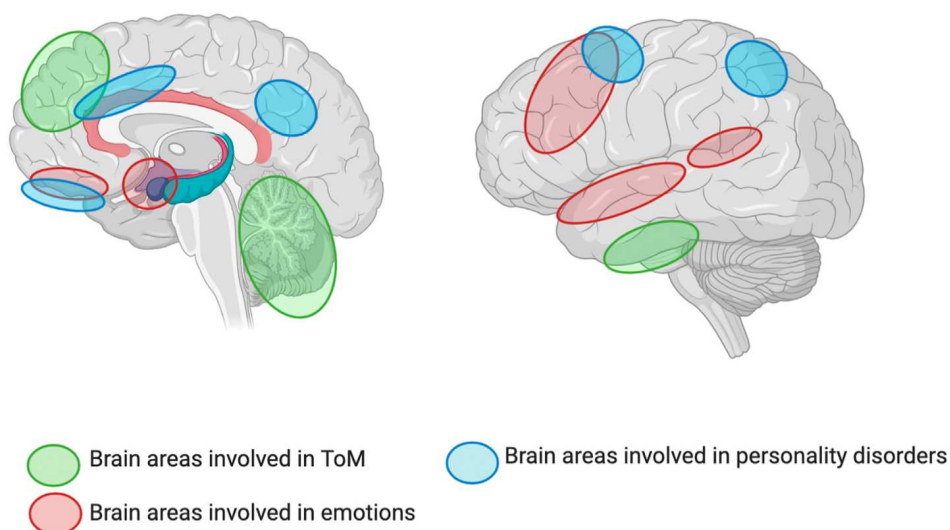 Brain areas involved in ToM
Brain areas involved in personality disorders
Brain areas involved in emotions